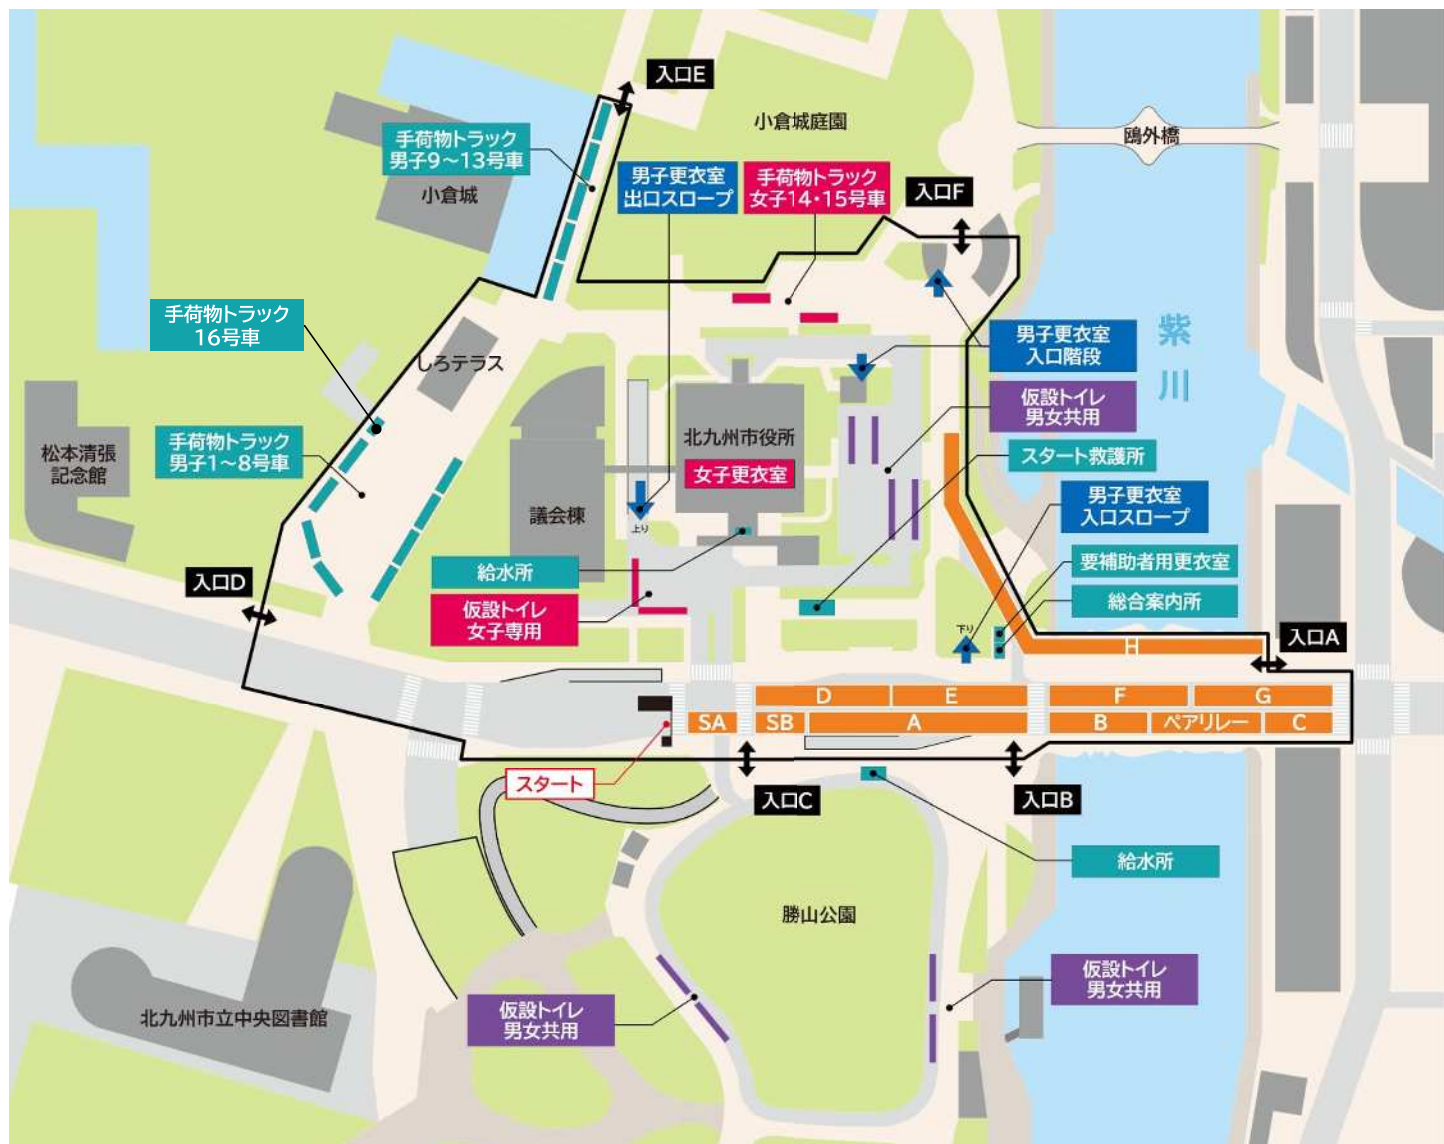 入口E
小倉城庭園
鷗外橋
手荷物トラック
男子9～13号車
小倉城
男子更衣室
出口スロープ
手荷物トラック
女子14・15号車
入口F
手荷物トラック
16号車
しろテラス
男子更衣室
入口階段
紫
川
仮設トイレ
男女共用
手荷物トラック
男子1～8号車
松本清張
記念館
北九州市役所
女子更衣室
スタート救護所
議会棟
上り
男子更衣室
入口スロープ
入口D
給水所
要補助者用更衣室
仮設トイレ
女子専用
総合案内所
下り
H
入口A
D
E
F
G
SA
SB
A
B
ペアリレー
C
スタート
入口C
入口B
給水所
勝山公園
仮設トイレ
男女共用
仮設トイレ
男女共用
北九州市立中央図書館